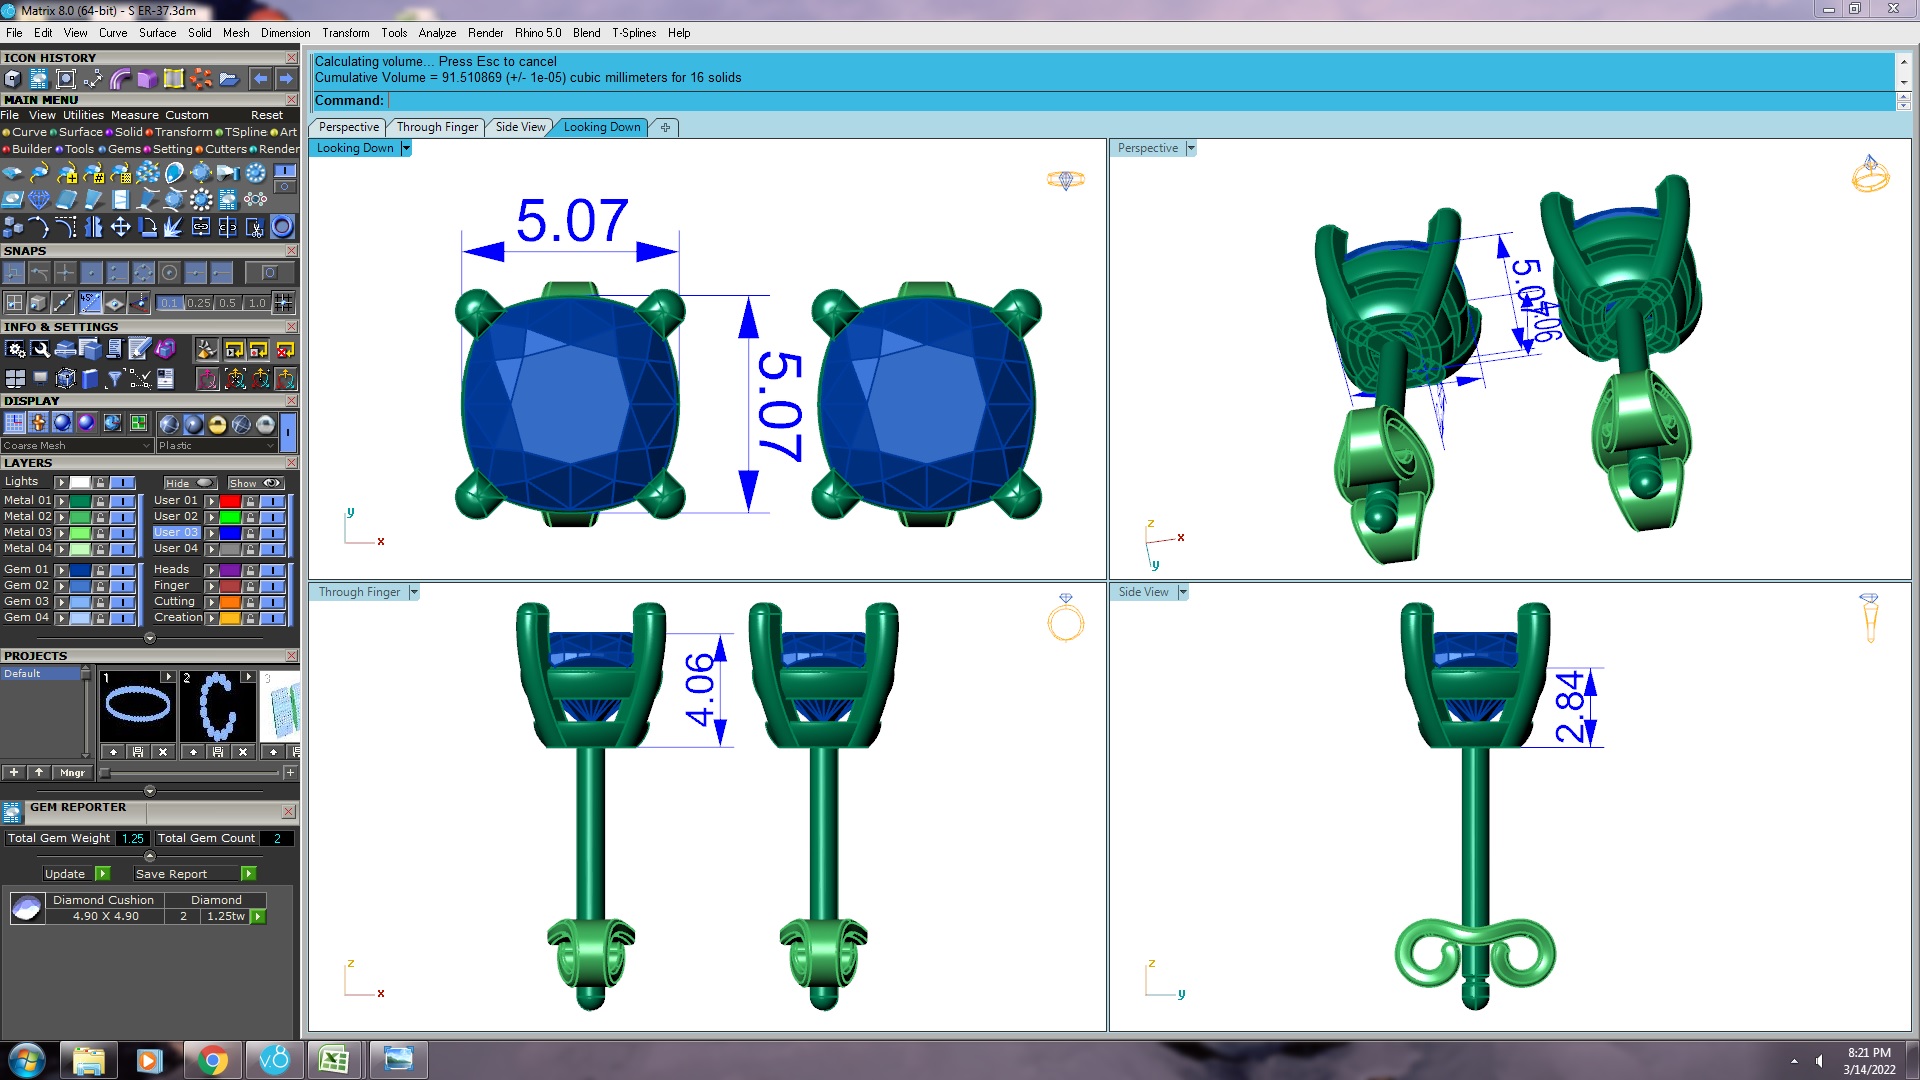 Matrix 8.0 (64-bit) - S ER-37.3dm
File Edit View Curve Surface Solid Mesh Dimension Transform Tools Analyze Render Rhino 5.0 Blend T-Splines Help
ICON HISTORY
MAIN MENU
File View Utilities Measure Custom Reset
Curve Surface Solid Transform TSpline Art
Builder Tools Gems Setting Cutters Render
SNAPS
0.1 0.25 0.5 1.0
INFO & SETTINGS
DISPLAY
Coarse Mesh Plastic
LAYERS
Lights Hide Show
Metal 01 User 01
Metal 02 User 02
Metal 03 User 03
Metal 04 User 04
Gem 01 Heads
Gem 02 Finger
Gem 03 Cutting
Gem 04 Creation
PROJECTS
Default
1 2 3
Mngr
GEM REPORTER
Total Gem Weight 1.25 Total Gem Count 2
Update Save Report
Diamond Cushion Diamond
4.90 X 4.90 2 1.25tw
Calculating volume... Press Esc to cancel
Cumulative Volume = 91.510869 (+/- 1e-05) cubic millimeters for 16 solids
Command:
Perspective Through Finger Side View Looking Down
Looking Down
5.07
5.07
y
x
Perspective
5.07
4.06
z
x
y
Through Finger
4.06
z
x
Side View
2.84
z
y
v8
8:21 PM
3/14/2022